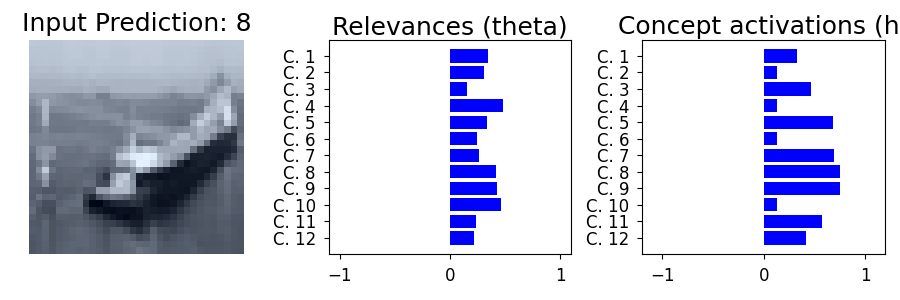 Input Prediction: 8
Relevances (theta)
Concept activations (h
C. 1
C. 2
C. 3
C. 4
C. 5
C. 6
C. 7
C. 8
C. 9
C. 10
C. 11
C. 12
−1
0
1
C. 1
C. 2
C. 3
C. 4
C. 5
C. 6
C. 7
C. 8
C. 9
C. 10
C. 11
C. 12
−1
0
1